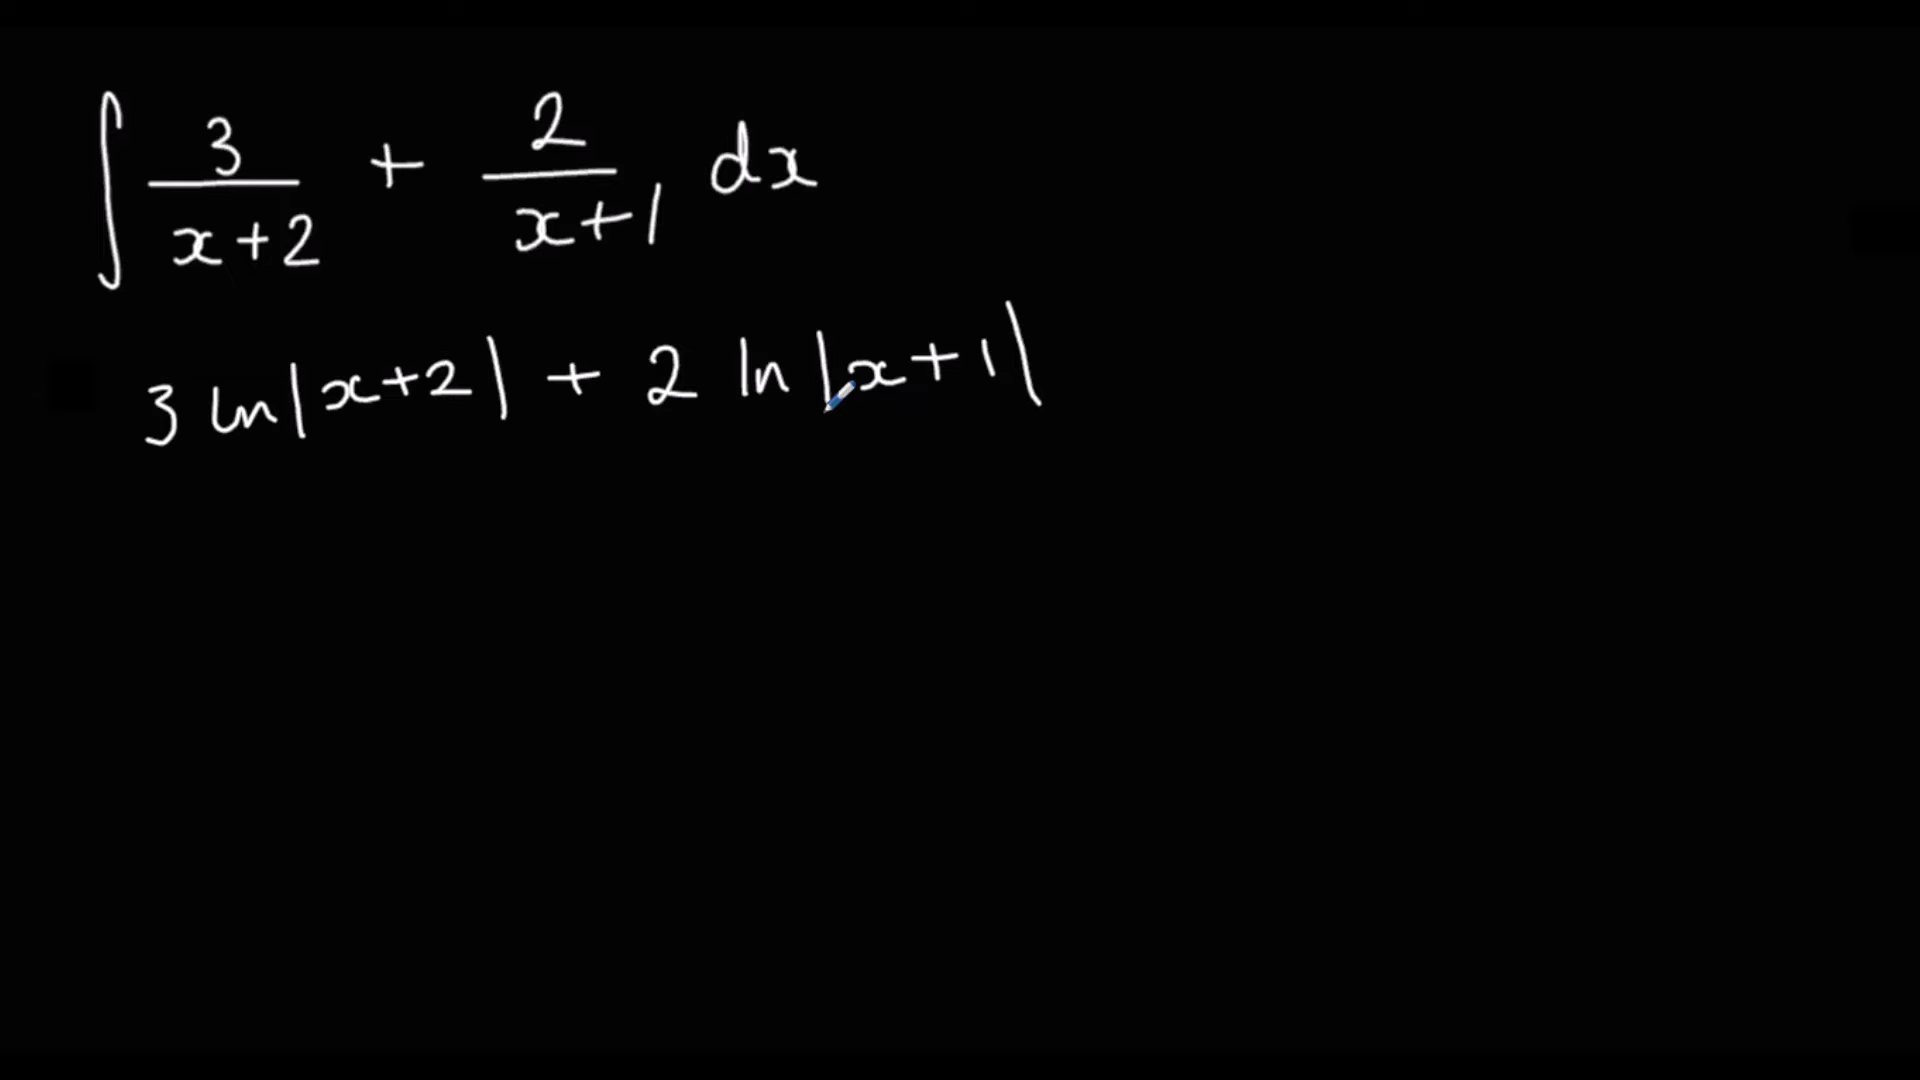 ∫ 3/(x+2) + 2/(x+1) dx
3 ln|x+2| + 2 ln|x+1|